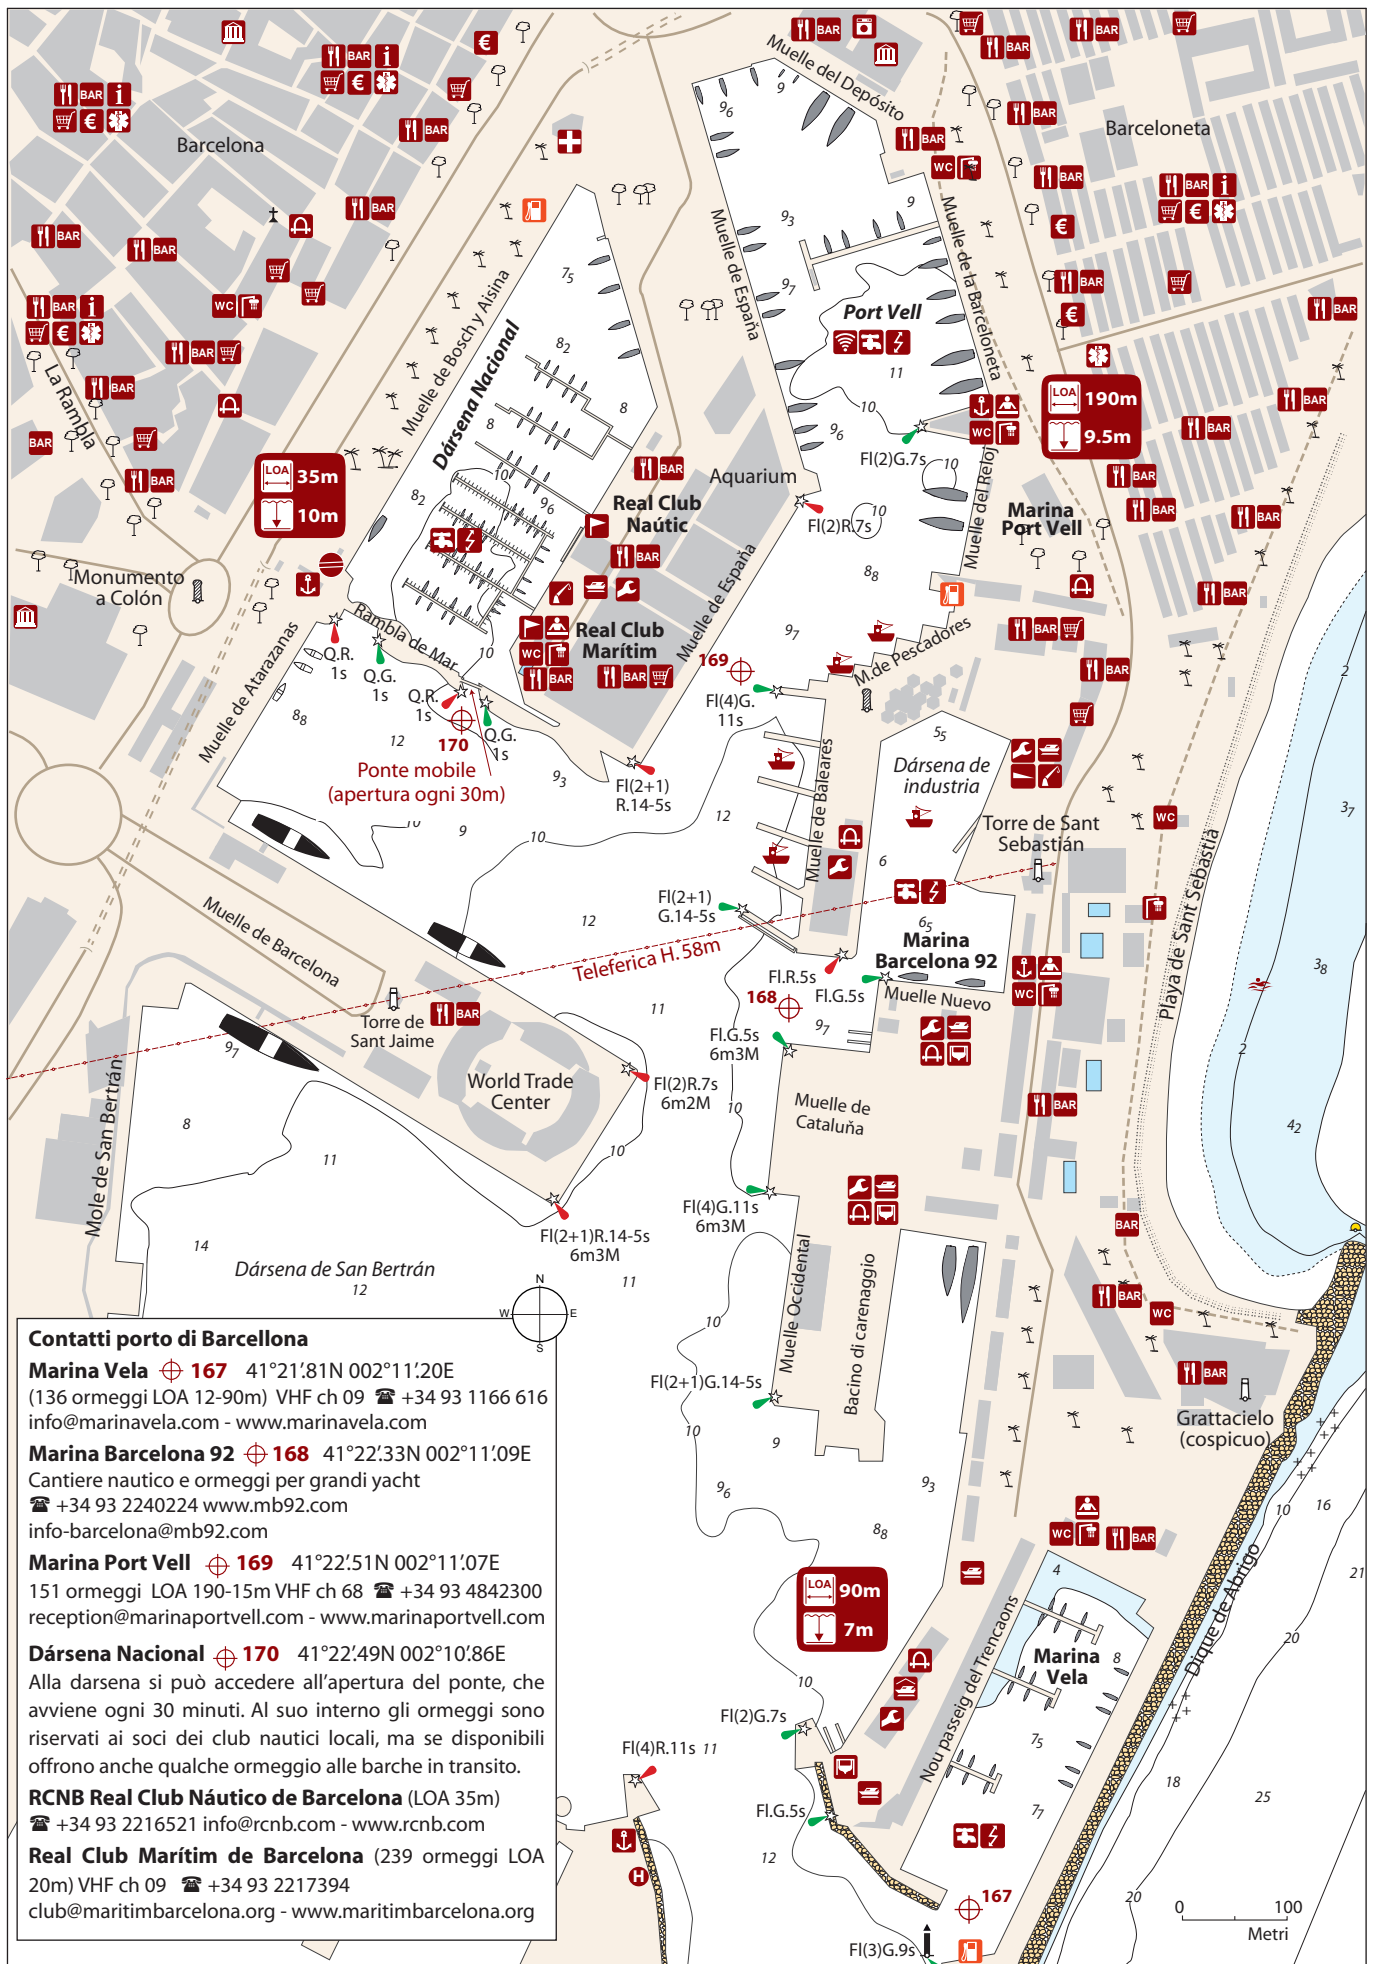 Muelle del Depósito
Barcelona
Barceloneta
Muelle de España
Muelle de la Barceloneta
Muelle de Bosch y Aisina
Dársena Nacional
Port Vell
La Rambla
LOA 35m
10m
LOA 190m
9.5m
Fl(2)G.7s
Aquarium
Fl(2)R.7s
Muelle del Reloj
Real Club
Naútic
Marina
Port Vell
Monumento
a Colón
Muelle de España
Real Club
Marítim
Rambla de Mar
Muelle de Atarazanas
M.de Pescadores
Q.R.
1s
Q.G.
1s
Q.R.
1s
Q.G.
1s
169
Fl(4)G.
11s
170
Ponte mobile
(apertura ogni 30m)
Fl(2+1)
R.14-5s
Muelle de Baleares
Dársena de
industria
Torre de Sant
Sebastián
Playa de Sant Sebastia
Fl(2+1)
G.14-5s
Muelle de Barcelona
Teleferica H. 58m
Marina
Barcelona 92
Fl.R.5s
Fl.G.5s
Muelle Nuevo
168
Torre de
Sant Jaime
Fl.G.5s
6m3M
World Trade
Center
Fl(2)R.7s
6m2M
Muelle de
Cataluňa
Mole de San Bertrán
Fl(4)G.11s
6m3M
Fl(2+1)R.14-5s
6m3M
Dársena de San Bertrán
Muelle Occidental
Bacino di carenaggio
N
W E
S
Fl(2+1)G.14-5s
Grattacielo
(cospicuo)
Dique de Abrigo
LOA 90m
7m
Marina
Vela
Nou passeig del Trencaons
Fl(2)G.7s
Fl(4)R.11s
Fl.G.5s
H
167
Fl(3)G.9s
0 100
Metri
Contatti porto di Barcellona
Marina Vela 167 41°21'.81N 002°11'.20E
(136 ormeggi LOA 12-90m) VHF ch 09 ☎ +34 93 1166 616
info@marinavela.com - www.marinavela.com
Marina Barcelona 92 168 41°22'.33N 002°11'.09E
Cantiere nautico e ormeggi per grandi yacht
☎ +34 93 2240224 www.mb92.com
info-barcelona@mb92.com
Marina Port Vell 169 41°22'.51N 002°11'.07E
151 ormeggi LOA 190-15m VHF ch 68 ☎ +34 93 4842300
reception@marinaportvell.com - www.marinaportvell.com
Dársena Nacional 170 41°22'.49N 002°10'.86E
Alla darsena si può accedere all'apertura del ponte, che
avviene ogni 30 minuti. Al suo interno gli ormeggi sono
riservati ai soci dei club nautici locali, ma se disponibili
offrono anche qualche ormeggio alle barche in transito.
RCNB Real Club Náutico de Barcelona (LOA 35m)
☎ +34 93 2216521 info@rcnb.com - www.rcnb.com
Real Club Marítim de Barcelona (239 ormeggi LOA
20m) VHF ch 09 ☎ +34 93 2217394
club@maritimbarcelona.org - www.maritimbarcelona.org